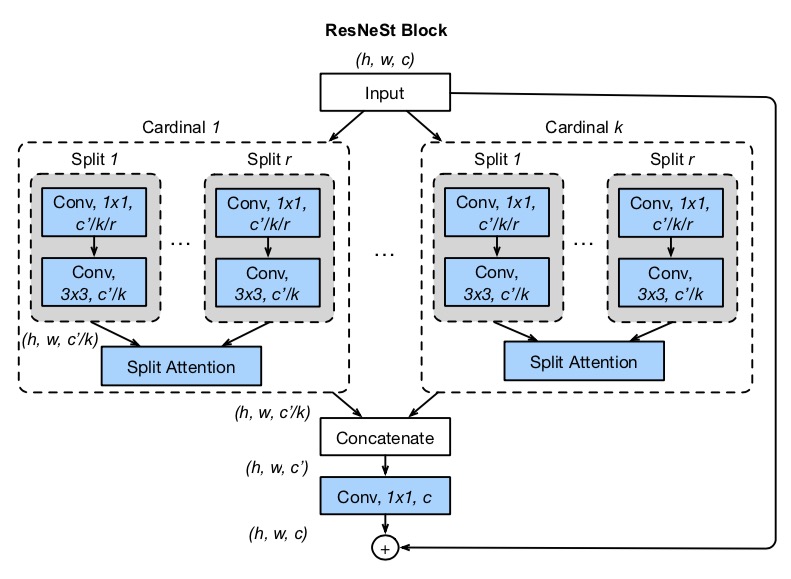 ResNeSt Block
(h, w, c)
Input
Cardinal 1
Cardinal k
Split 1
Split r
Split 1
Split r
Conv, 1x1,
c'/k/r
Conv, 1x1,
c'/k/r
Conv, 1x1,
c'/k/r
Conv, 1x1,
c'/k/r
...
...
...
Conv,
3x3, c'/k
Conv,
3x3, c'/k
Conv,
3x3, c'/k
Conv,
3x3, c'/k
(h, w, c'/k)
Split Attention
Split Attention
(h, w, c'/k)
Concatenate
(h, w, c')
Conv, 1x1, c
(h, w, c)
+